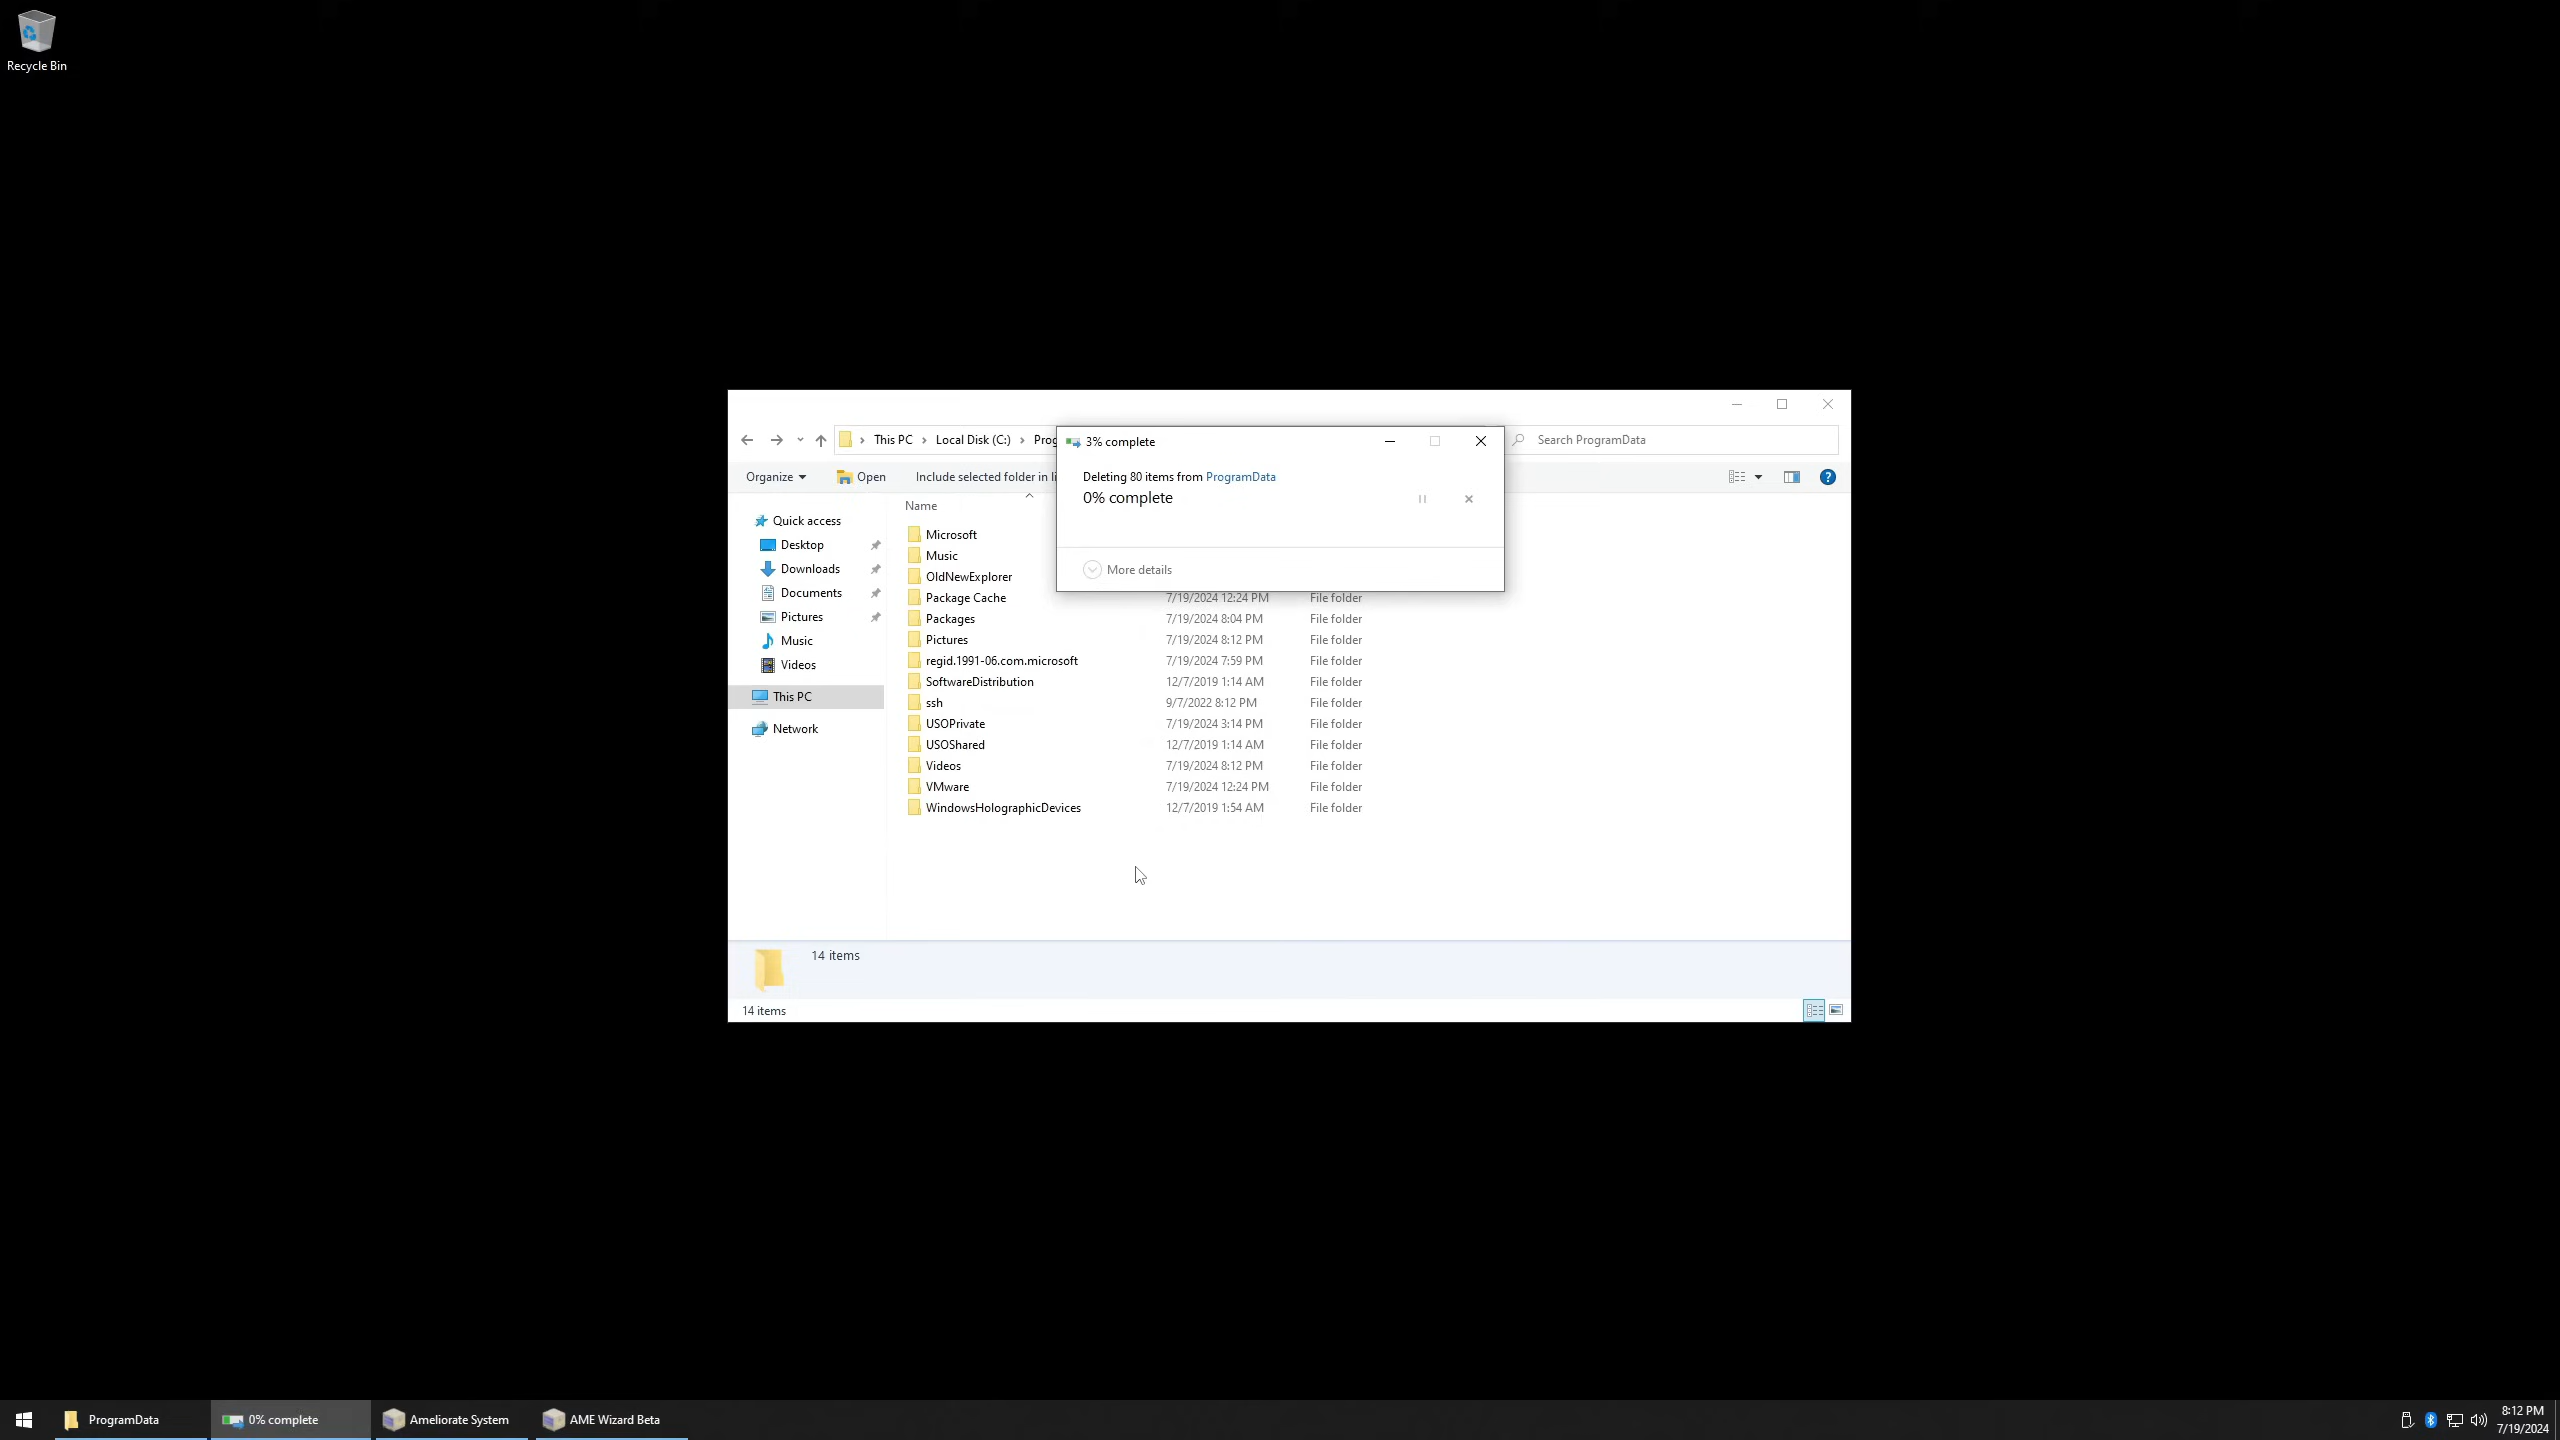 Recycle Bin
This PC
Local Disk (C:)
Prog
Search ProgramData
3% complete
Organize
Open
Include selected folder in li
Deleting 80 items from ProgramData
0% complete
More details
Name
Quick access
Desktop
Downloads
Documents
Pictures
Music
Videos
This PC
Network
Microsoft
Music
OldNewExplorer
Package Cache 7/19/2024 12:24 PM File folder
Packages 7/19/2024 8:04 PM File folder
Pictures 7/19/2024 8:12 PM File folder
regid.1991-06.com.microsoft 7/19/2024 7:59 PM File folder
SoftwareDistribution 12/7/2019 1:14 AM File folder
ssh 9/7/2022 8:12 PM File folder
USOPrivate 7/19/2024 3:14 PM File folder
USOShared 12/7/2019 1:14 AM File folder
Videos 7/19/2024 8:12 PM File folder
VMware 7/19/2024 12:24 PM File folder
WindowsHolographicDevices 12/7/2019 1:54 AM File folder
14 items
14 items
ProgramData
0% complete
Ameliorate System
AME Wizard Beta
8:12 PM
7/19/2024